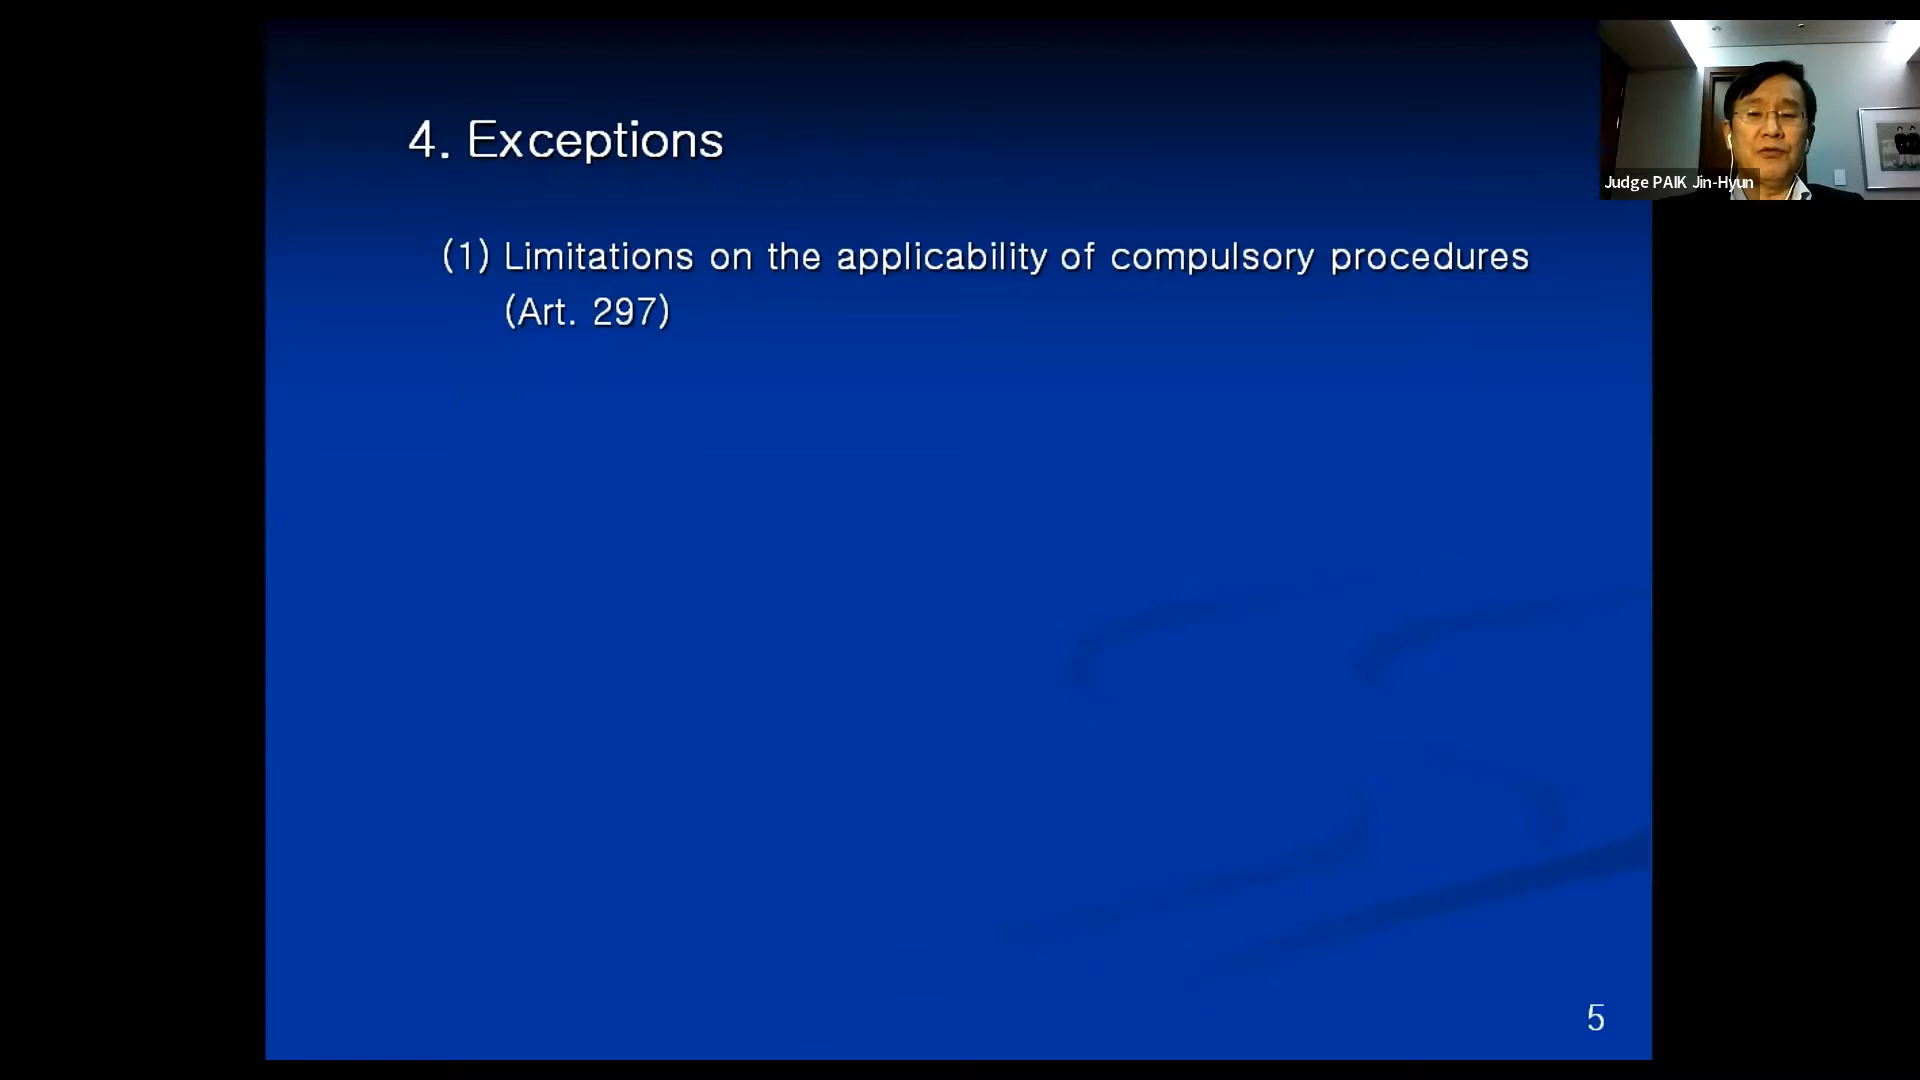 4. Exceptions
Judge PAIK Jin-Hyun
(1) Limitations on the applicability of compulsory procedures
(Art. 297)
5